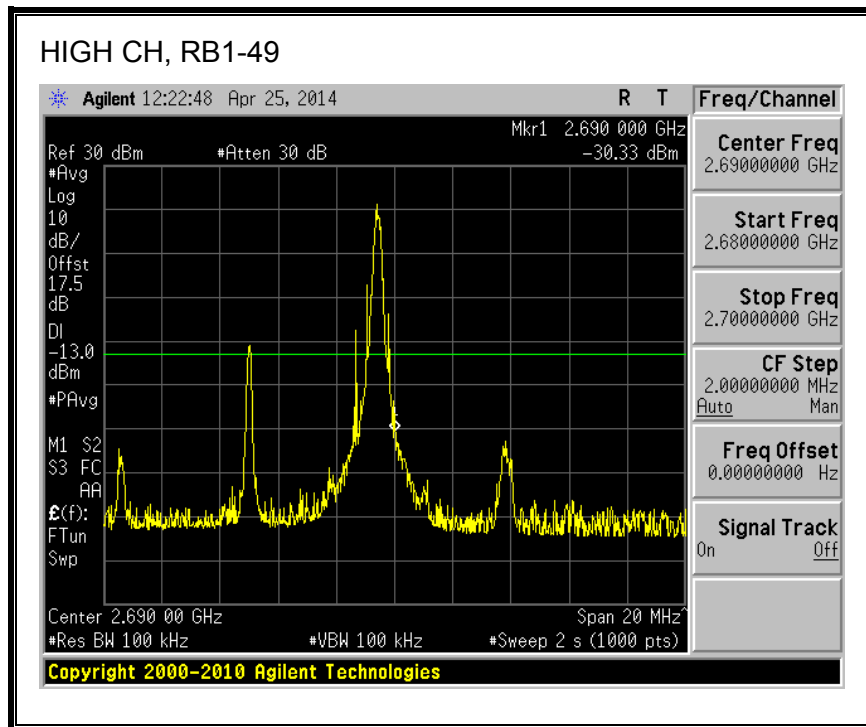 HIGH CH, RB1-49
Agilent 12:22:48 Apr 25, 2014 R T
Freq/Channel
Mkr1 2.690 000 GHz
Ref 30 dBm #Atten 30 dB -30.33 dBm
#Avg
Log
10
dB/
Offst
17.5
dB
DI
-13.0
dBm
#PAvg
M1 S2
S3 FC
AA
£(f):
FTun
Swp
Center 2.690 00 GHz Span 20 MHz^
#Res BW 100 kHz #VBW 100 kHz #Sweep 2 s (1000 pts)
Center Freq
2.69000000 GHz
Start Freq
2.68000000 GHz
Stop Freq
2.70000000 GHz
CF Step
2.00000000 MHz
Auto Man
Freq Offset
0.00000000 Hz
Signal Track
On Off
Copyright 2000-2010 Agilent Technologies